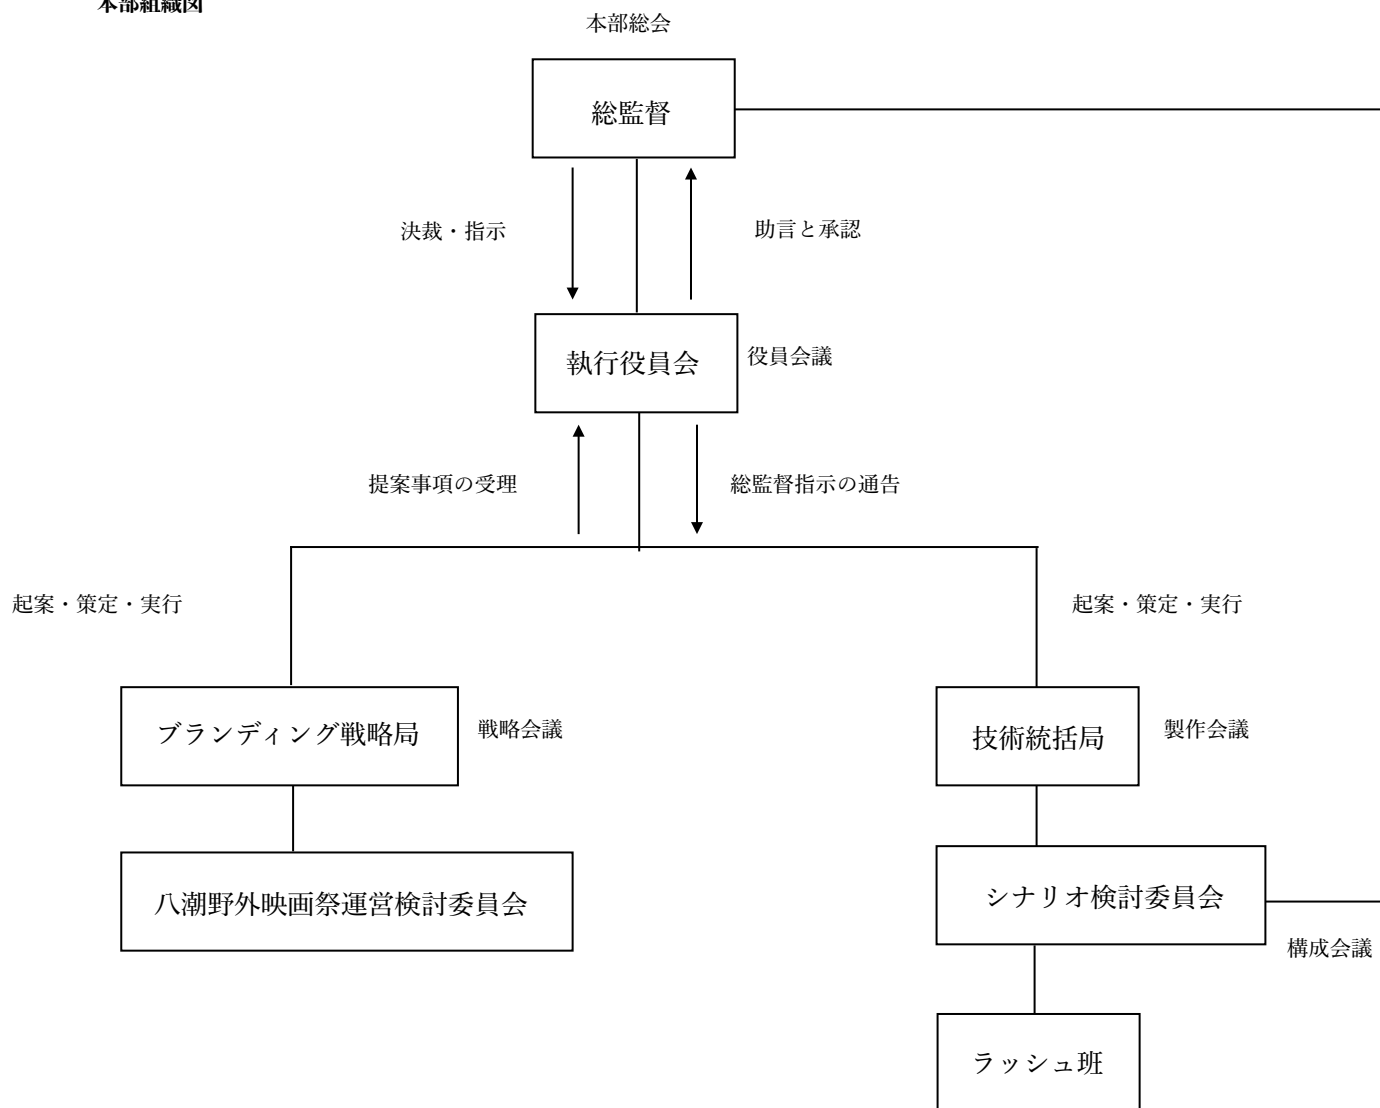 本部組織図
本部総会
総監督
決裁・指示
助言と承認
執行役員会
役員会議
提案事項の受理
総監督指示の通告
起案・策定・実行
起案・策定・実行
ブランディング戦略局
戦略会議
技術統括局
製作会議
八潮野外映画祭運営検討委員会
シナリオ検討委員会
構成会議
ラッシュ班